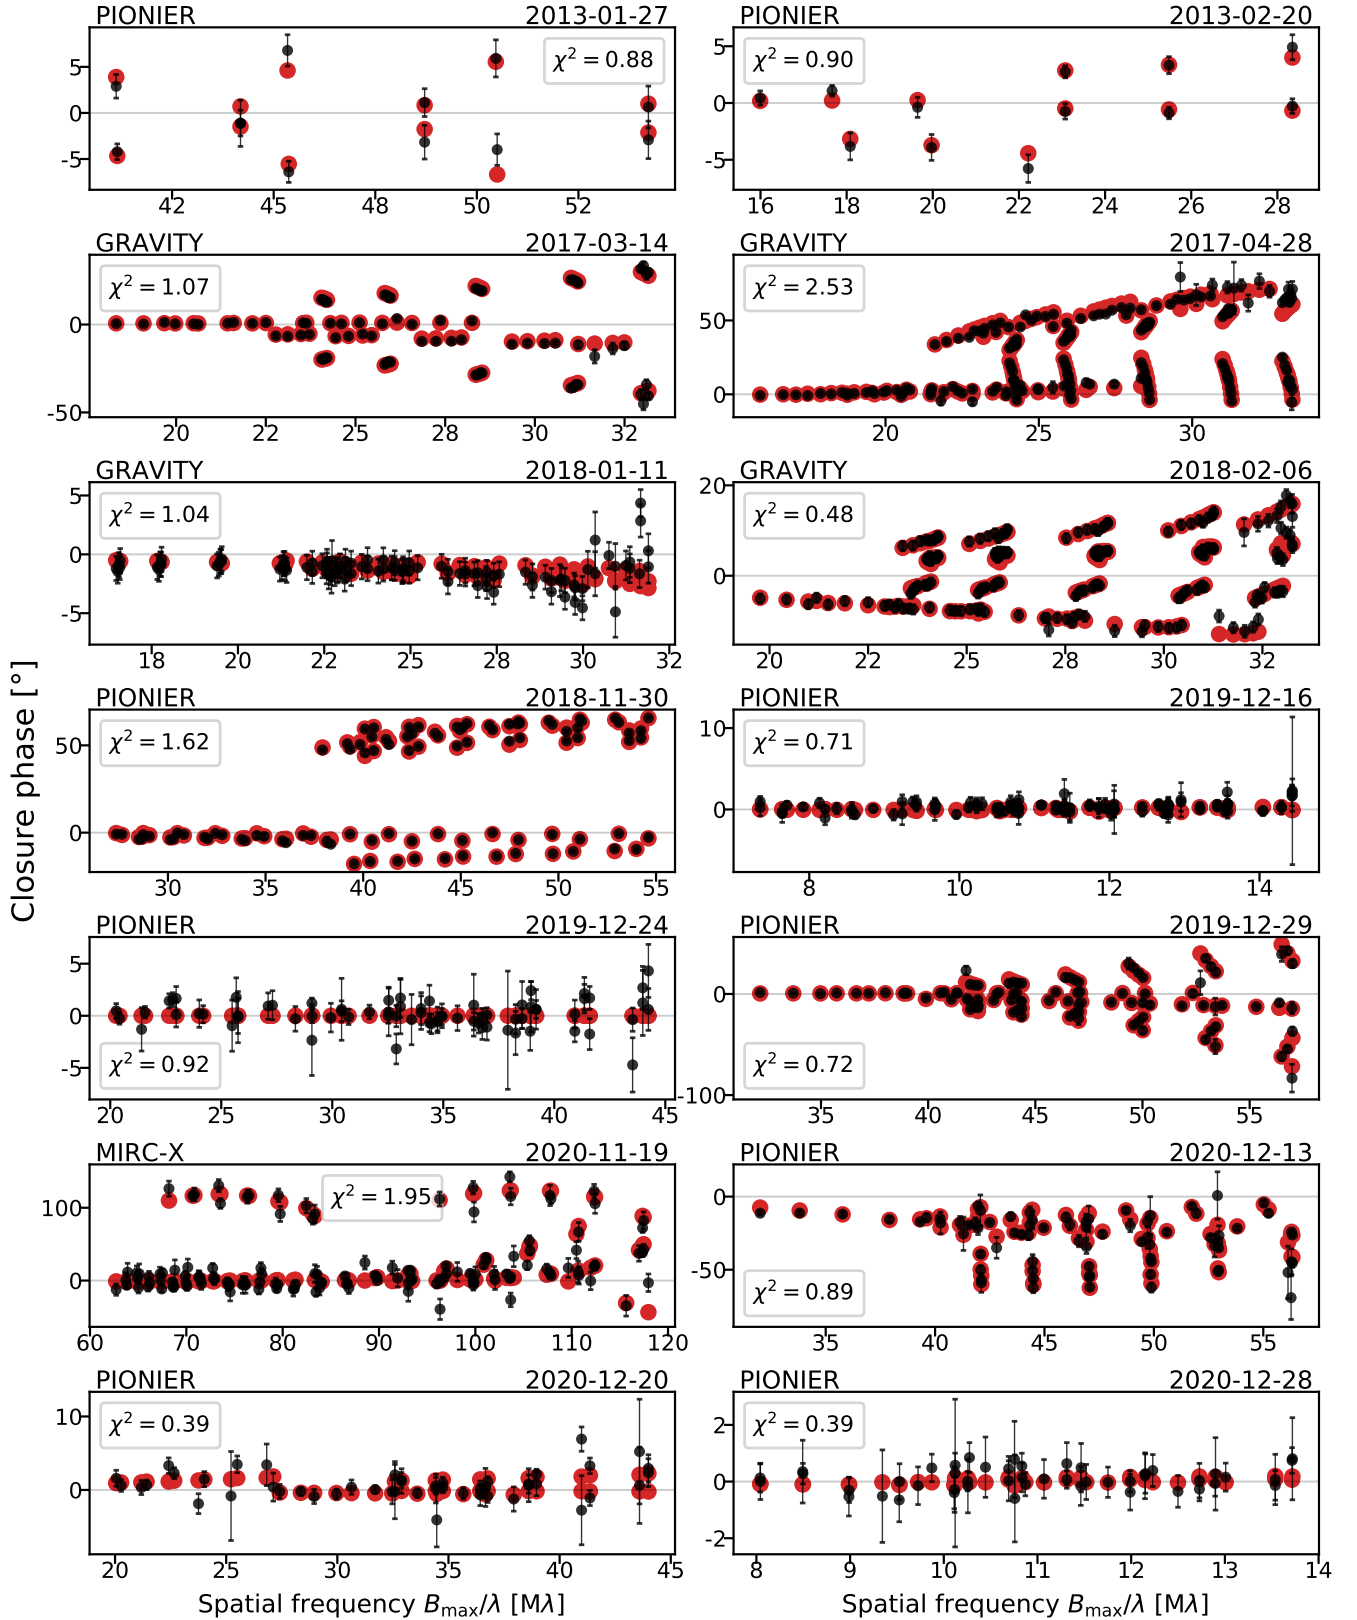 PIONIER 2013-01-27
χ² = 0.88
5
0
-5
42 45 48 50 52
PIONIER 2013-02-20
χ² = 0.90
5
0
-5
16 18 20 22 24 26 28
GRAVITY 2017-03-14
χ² = 1.07
0
-50
20 22 25 28 30 32
GRAVITY 2017-04-28
χ² = 2.53
50
0
20 25 30
GRAVITY 2018-01-11
χ² = 1.04
5
0
-5
18 20 22 25 28 30 32
GRAVITY 2018-02-06
χ² = 0.48
20
0
20 22 25 28 30 32
Closure phase [°]
PIONIER 2018-11-30
χ² = 1.62
50
0
30 35 40 45 50 55
PIONIER 2019-12-16
χ² = 0.71
10
0
8 10 12 14
PIONIER 2019-12-24
χ² = 0.92
5
0
-5
20 25 30 35 40 45
PIONIER 2019-12-29
χ² = 0.72
0
-100
35 40 45 50 55
MIRC-X 2020-11-19
χ² = 1.95
100
0
60 70 80 90 100 110 120
PIONIER 2020-12-13
χ² = 0.89
0
-50
35 40 45 50 55
PIONIER 2020-12-20
χ² = 0.39
10
0
20 25 30 35 40 45
Spatial frequency Bmax/λ [Mλ]
PIONIER 2020-12-28
χ² = 0.39
2
0
-2
8 9 10 11 12 13 14
Spatial frequency Bmax/λ [Mλ]